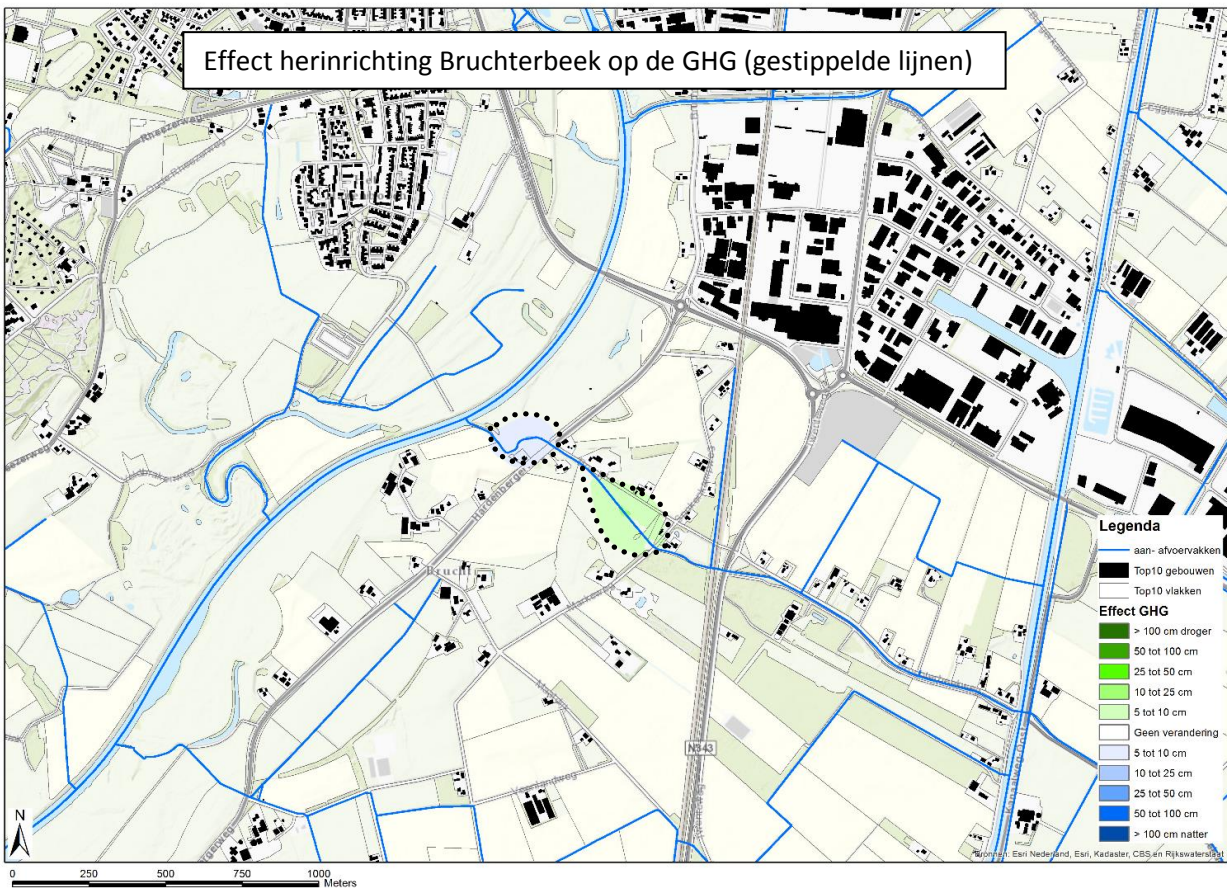 Effect herinrichting Bruchterbeek op de GHG (gestippelde lijnen)
Rheezerweg
Brucht
N343
Legenda
aan- afvoervakken
Top10 gebouwen
Top10 vlakken
Effect GHG
> 100 cm droger
50 tot 100 cm
25 tot 50 cm
10 tot 25 cm
5 tot 10 cm
Geen verandering
5 tot 10 cm
10 tot 25 cm
25 tot 50 cm
50 tot 100 cm
> 100 cm natter
Bronnen: Esri Nederland, Esri, Kadaster, CBS en Rijkswaterstaat
N
0 250 500 750 1000
Meters